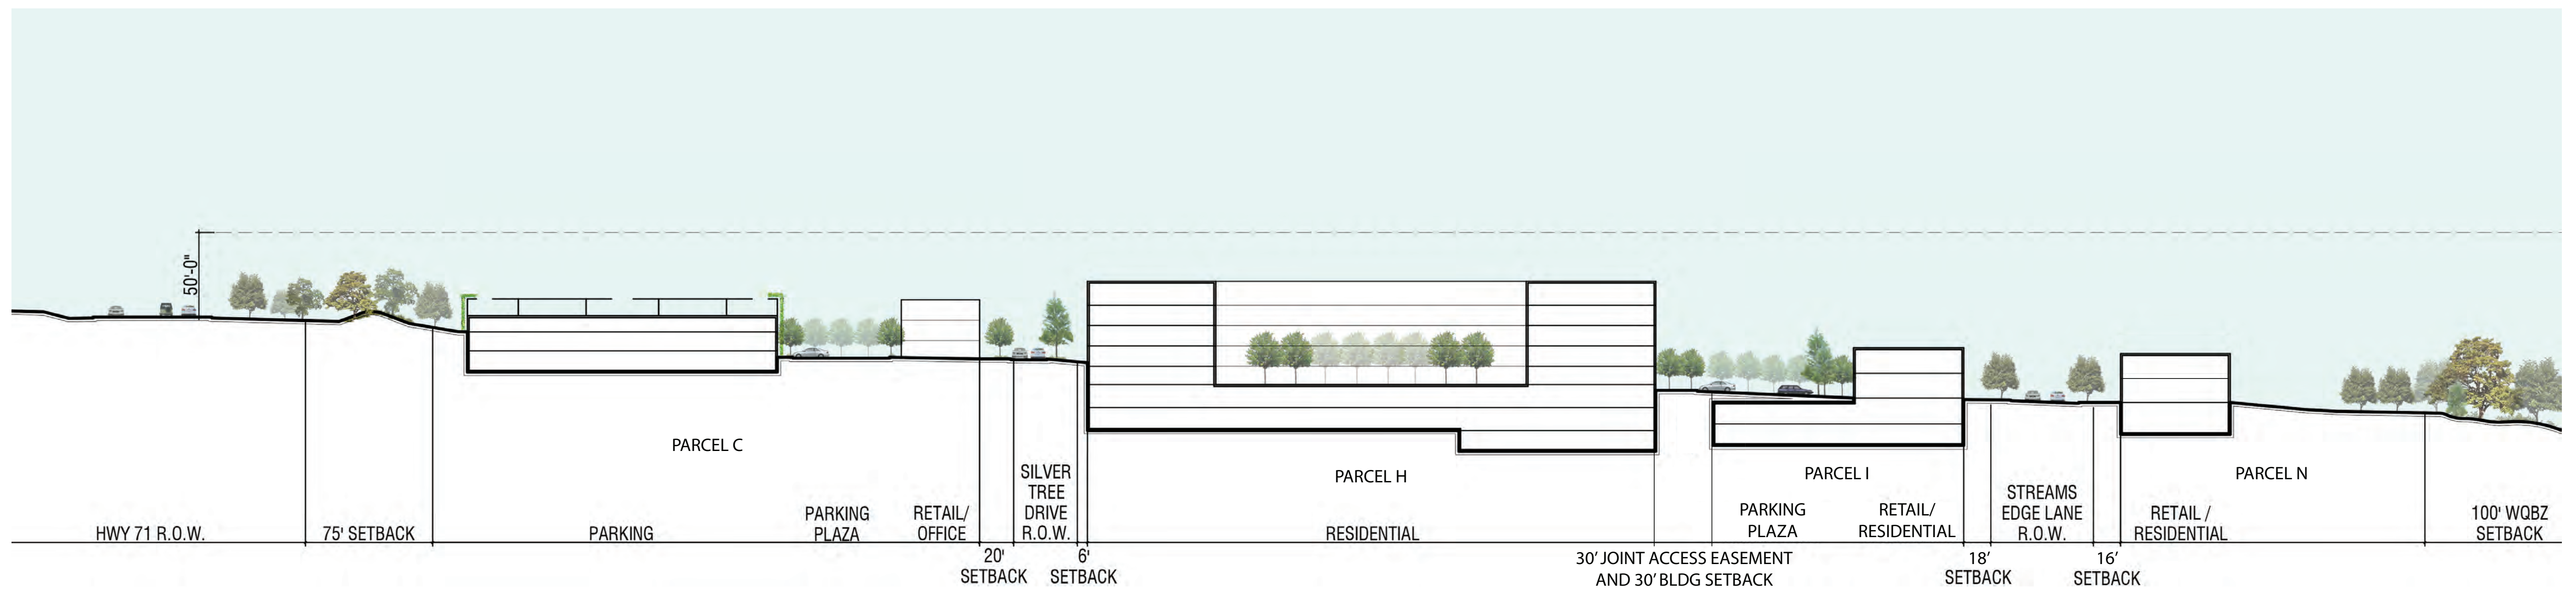 50'-0"
PARCEL C
PARCEL H
PARCEL I
PARCEL N
HWY 71 R.O.W.
75' SETBACK
PARKING
PARKING
PLAZA
RETAIL/
OFFICE
20'
SETBACK
SILVER
TREE
DRIVE
R.O.W.
6'
SETBACK
RESIDENTIAL
30' JOINT ACCESS EASEMENT
AND 30' BLDG SETBACK
PARKING
PLAZA
RETAIL/
RESIDENTIAL
18'
SETBACK
STREAMS
EDGE LANE
R.O.W.
16'
SETBACK
RETAIL /
RESIDENTIAL
100' WQBZ
SETBACK